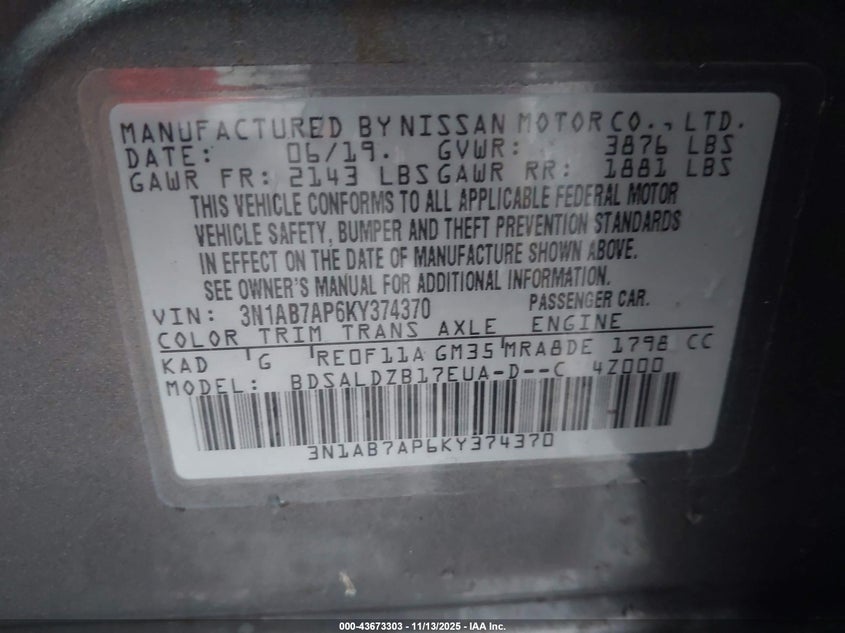 MANUFACTURED BY NISSAN MOTOR CO., LTD.
DATE: 06/19. GVWR: 3876 LBS
GAWR FR: 2143 LBS GAWR RR: 1881 LBS
THIS VEHICLE CONFORMS TO ALL APPLICABLE FEDERAL MOTOR
VEHICLE SAFETY, BUMPER AND THEFT PREVENTION STANDARDS
IN EFFECT ON THE DATE OF MANUFACTURE SHOWN ABOVE.
SEE OWNER'S MANUAL FOR ADDITIONAL INFORMATION.
VIN: 3N1AB7AP6KY374370 PASSENGER CAR.
COLOR TRIM TRANS AXLE ENGINE
KAD G RE0F11A GM35 MRA8DE 1798 CC
MODEL: BDSALDZB17EUA-D--C 4Z000
3N1AB7AP6KY374370
000-43673303 - 11/13/2025 - IAA Inc.